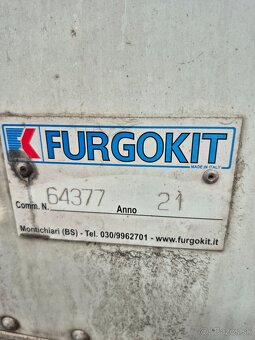 FURGOKIT
MADE IN ITALY
Comm. N. 64377 Anno 21
Montichiari (BS) - Tel. 030/9962701 - www.furgokit.it